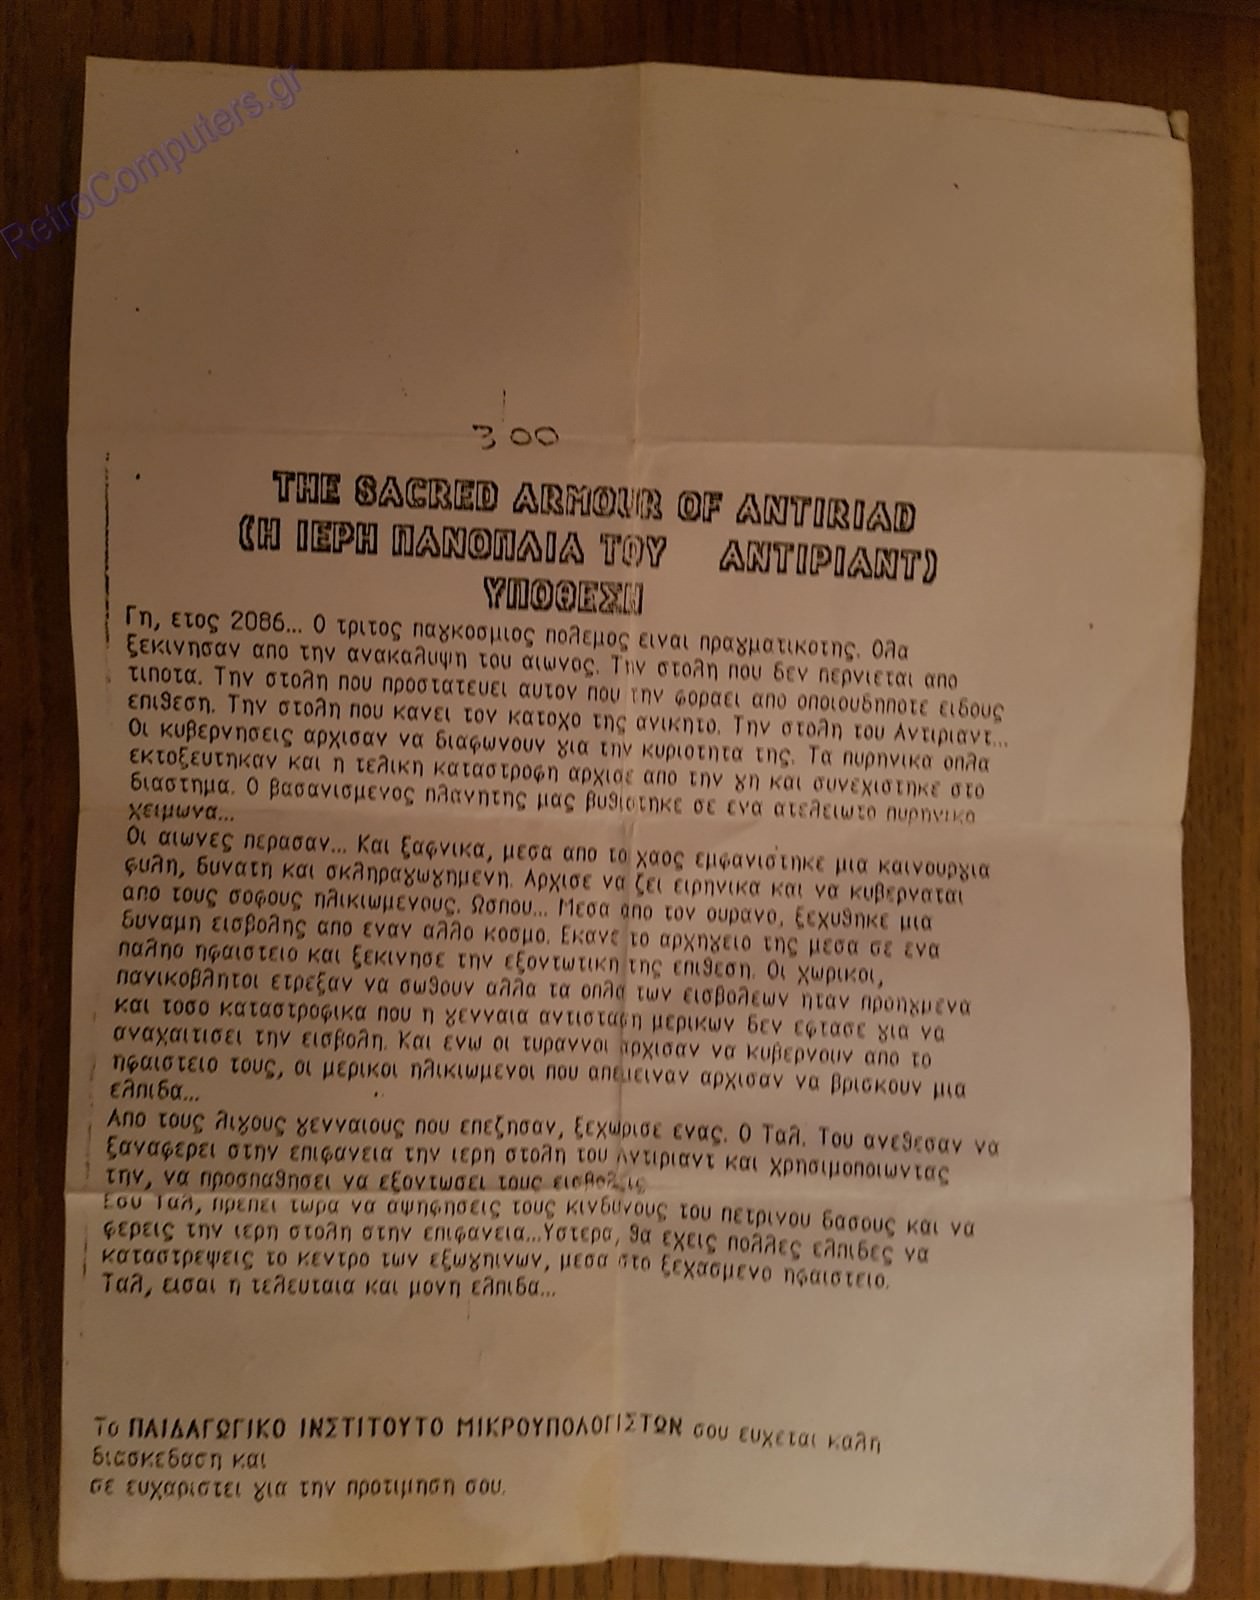 RetroComputers.gr
300
THE SACRED ARMOUR OF ANTIRIAD
(Η ΙΕΡΗ ΠΑΝΟΠΛΙΑ ΤΟΥ ΑΝΤΙΡΙΑΝΤ)
ΥΠΟΘΕΣΗ
Γη, ετος 2086... Ο τριτος παγκοσμιος πολεμος ειναι πραγματικοτης. Ολα
ξεκινησαν απο την ανακαλυψη του αιωνος. Την στολη που δεν περνιεται απο
τιποτα. Την στολη που προστατευει αυτον που την φοραει απο οποιουδηποτε ειδους
επιθεση. Την στολη που κανει τον κατοχο της ανικητο. Την στολη του Αντιριαντ...
Οι κυβερνησεις αρχισαν να διαφωνουν για την κυριοτητα της. Τα πυρηνικα οπλα
εκτοξευτηκαν και η τελικη καταστροφη αρχισε απο την γη και συνεχιστηκε στο
διαστημα. Ο βασανισμενος πλανητης μας βυθιστηκε σε ενα ατελειωτο πυρηνικο
χειμωνα...
Οι αιωνες περασαν... Και ξαφνικα, μεσα απο το χαος εμφανιστηκε μια καινουργια
φυλη, δυνατη και σκληραγωγημενη. Αρχισε να ζει ειρηνικα και να κυβερναται
απο τους σοφους ηλικιωμενους. Ωσπου... Μεσα απο τον ουρανο, ξεχυθηκε μια
δυναμη εισβολης απο εναν αλλο κοσμο. Εκανε το αρχηγειο της μεσα σε ενα
παληο ηφαιστειο και ξεκινησε την εξοντωτικη της επιθεση. Οι χωρικοι,
πανικοβλητοι ετρεξαν να σωθουν αλλα τα οπλα των εισβολεων ηταν προηγμενα
και τοσο καταστροφικα που η γενναια αντισταση μερικων δεν εφτασε για να
αναχαιτισει την εισβολη. Και ενω οι τυραννοι αρχισαν να κυβερνουν απο το
ηφαιστειο τους, οι μερικοι ηλικιωμενοι που απεμειναν αρχισαν να βρισκουν μια
ελπιδα...
Απο τους λιγους γενναιους που επεζησαν, ξεχωρισε ενας. Ο Ταλ. Του ανεθεσαν να
ξαναφερει στην επιφανεια την ιερη στολη του Αντιριαντ και χρησιμοποιωντας
την, να προσπαθησει να εξοντωσει τους εισβολεις
Εσυ Ταλ, πρεπει τωρα να αψηφησεις τους κινδυνους του πετρινου δασους και να
φερεις την ιερη στολη στην επιφανεια...Υστερα, θα εχεις πολλες ελπιδες να
καταστρεψεις το κεντρο των εξωγηινων, μεσα στο ξεχασμενο ηφαιστειο.
Ταλ, εισαι η τελευταια και μονη ελπιδα...
Το ΠΑΙΔΑΓΩΓΙΚΟ ΙΝΣΤΙΤΟΥΤΟ ΜΙΚΡΟΥΠΟΛΟΓΙΣΤΩΝ σου ευχεται καλη
διασκεδαση και
σε ευχαριστει για την προτιμηση σου.